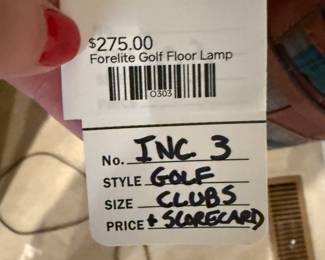 $275.00
Forelite Golf Floor Lamp
0303
No. INC 3
STYLE GOLF
SIZE CLUBS
PRICE + SCORECARD